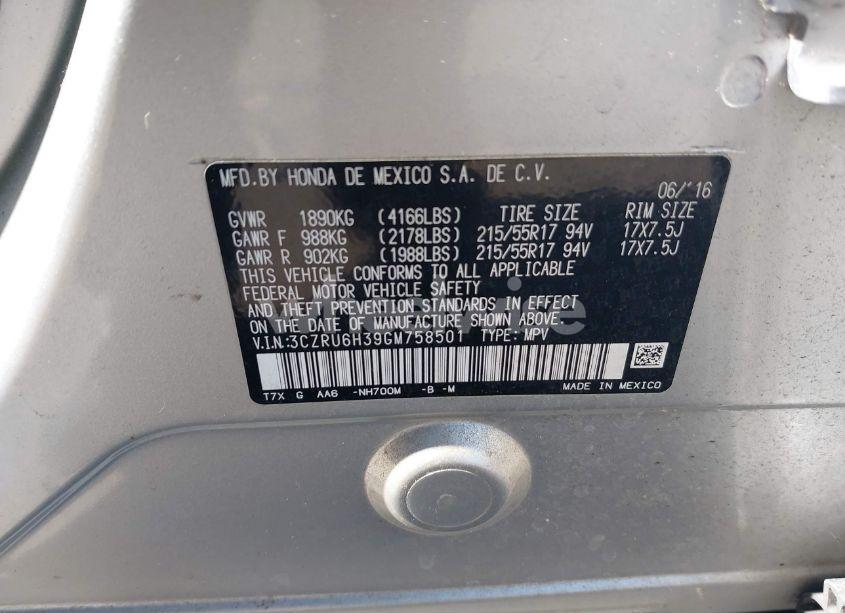 MFD.BY HONDA DE MEXICO S.A. DE C.V.
06/'16
GVWR 1890KG (4166LBS) TIRE SIZE RIM SIZE
GAWR F 988KG (2178LBS) 215/55R17 94V 17X7.5J
GAWR R 902KG (1988LBS) 215/55R17 94V 17X7.5J
THIS VEHICLE CONFORMS TO ALL APPLICABLE
FEDERAL MOTOR VEHICLE SAFETY
AND THEFT PREVENTION STANDARDS IN EFFECT
ON THE DATE OF MANUFACTURE SHOWN ABOVE.
V.I.N.:3CZRU6H39GM758501 TYPE: MPV
T7X G AA6 -NH700M -B -M MADE IN MEXICO